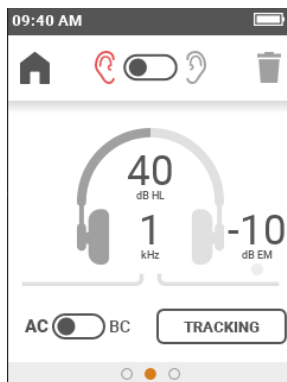 09:40 AM
40
dB HL
1
kHz
-10
dB EM
AC BC
TRACKING